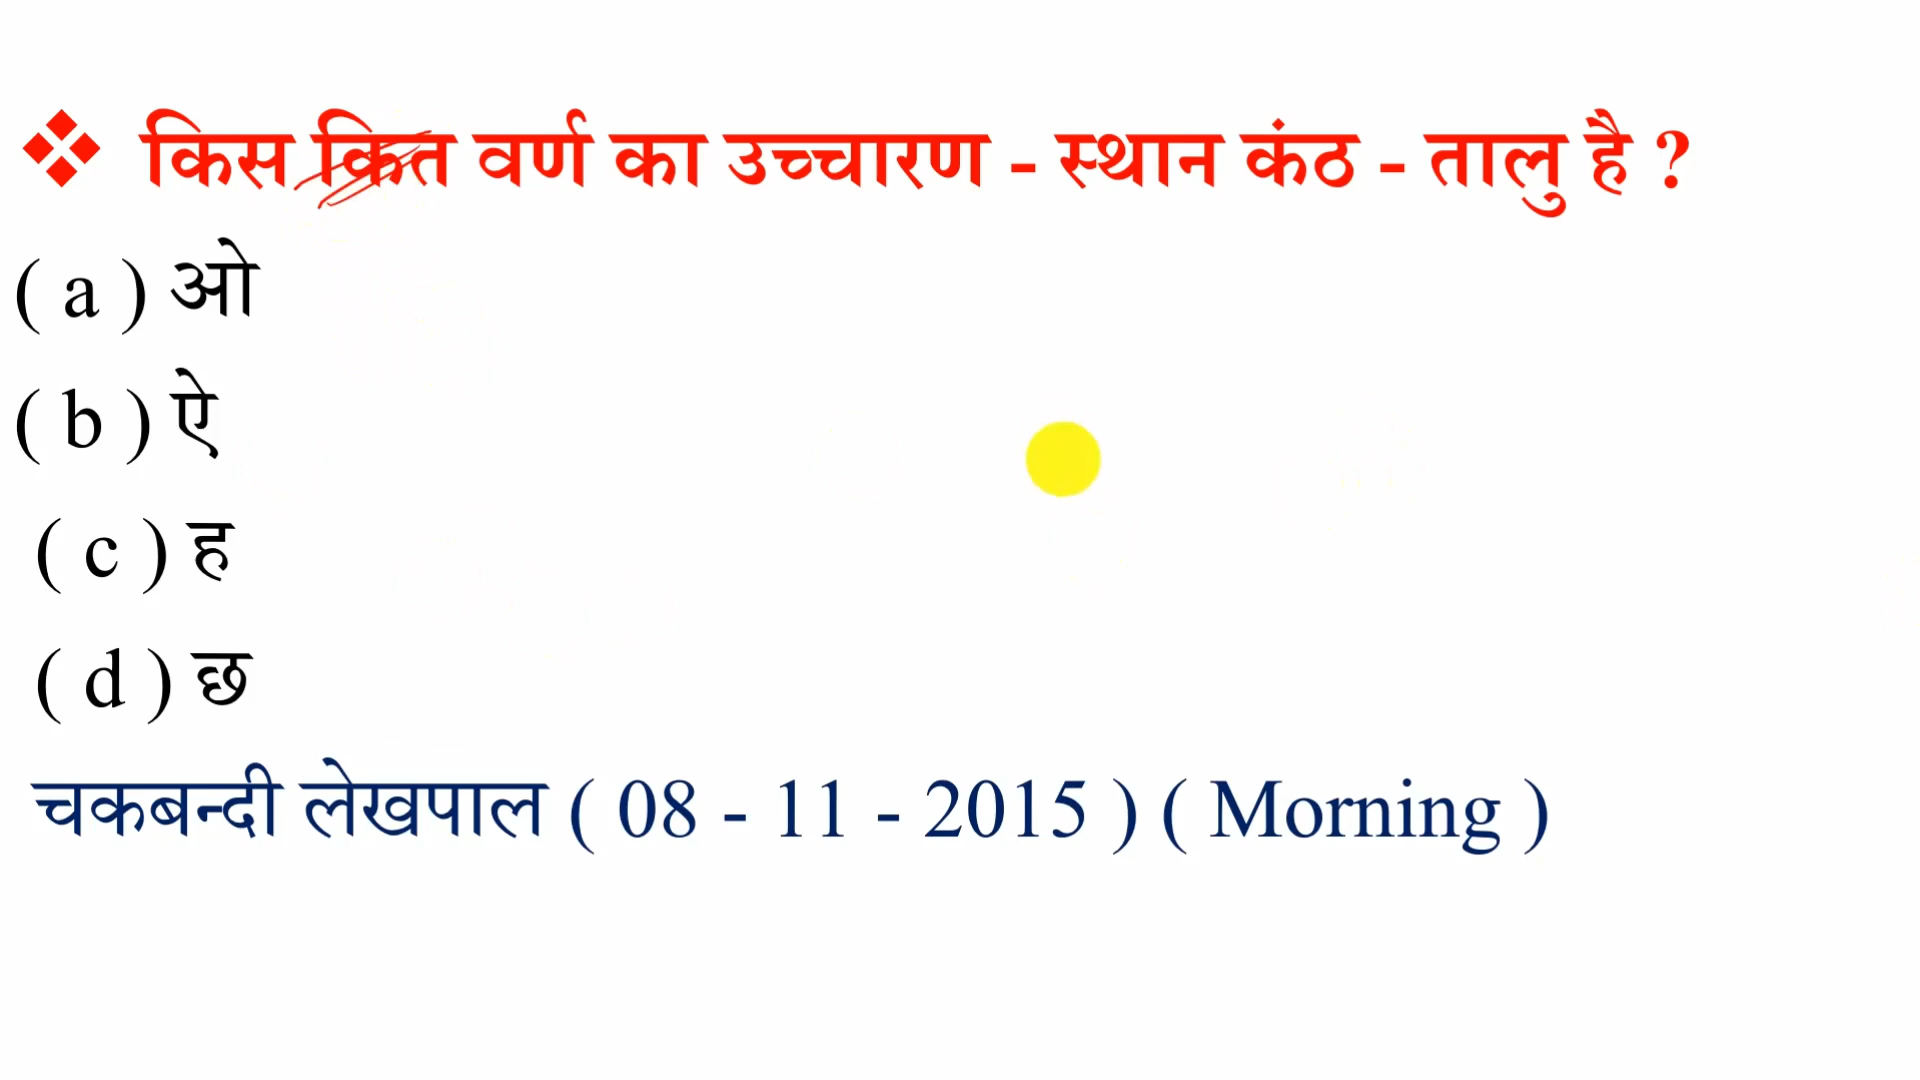 ❖ किस कित वर्ण का उच्चारण - स्थान कंठ - तालु है ?
( a ) ओ
( b ) ऐ
( c ) ह
( d ) छ
चकबन्दी लेखपाल ( 08 - 11 - 2015 ) ( Morning )